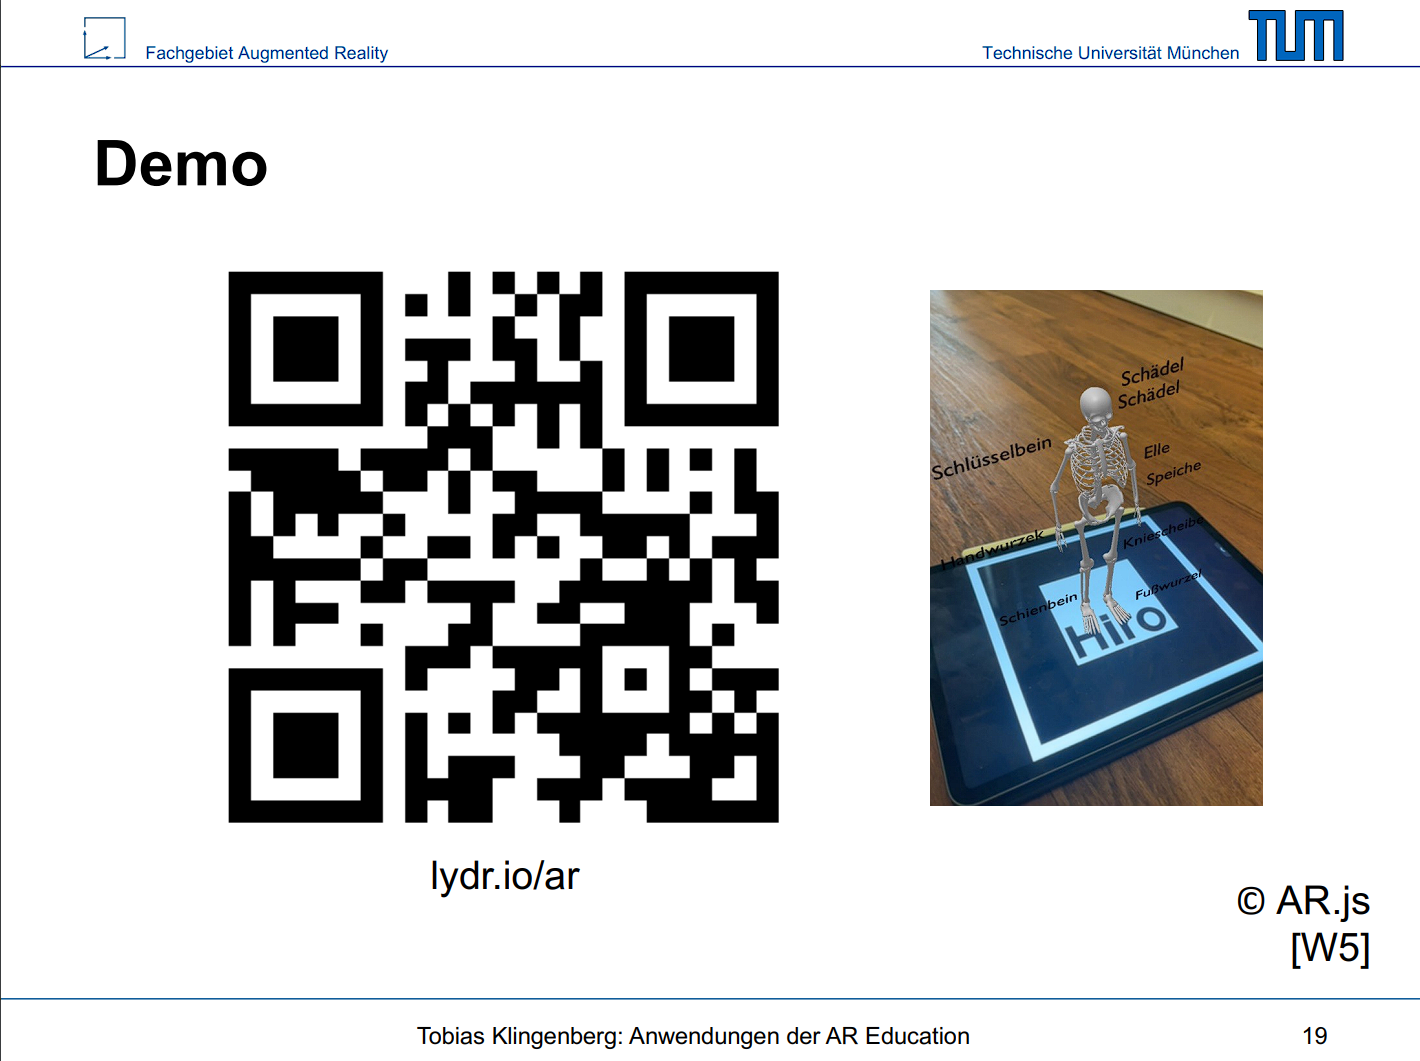 Fachgebiet Augmented Reality
Technische Universität München
TUM
Demo
Schädel
Schädel
Schlüsselbein
Elle
Speiche
Handwurzek
Kniescheibe
Schienbein
Fußwurzel
Hiro
lydr.io/ar
© AR.js
[W5]
Tobias Klingenberg: Anwendungen der AR Education
19